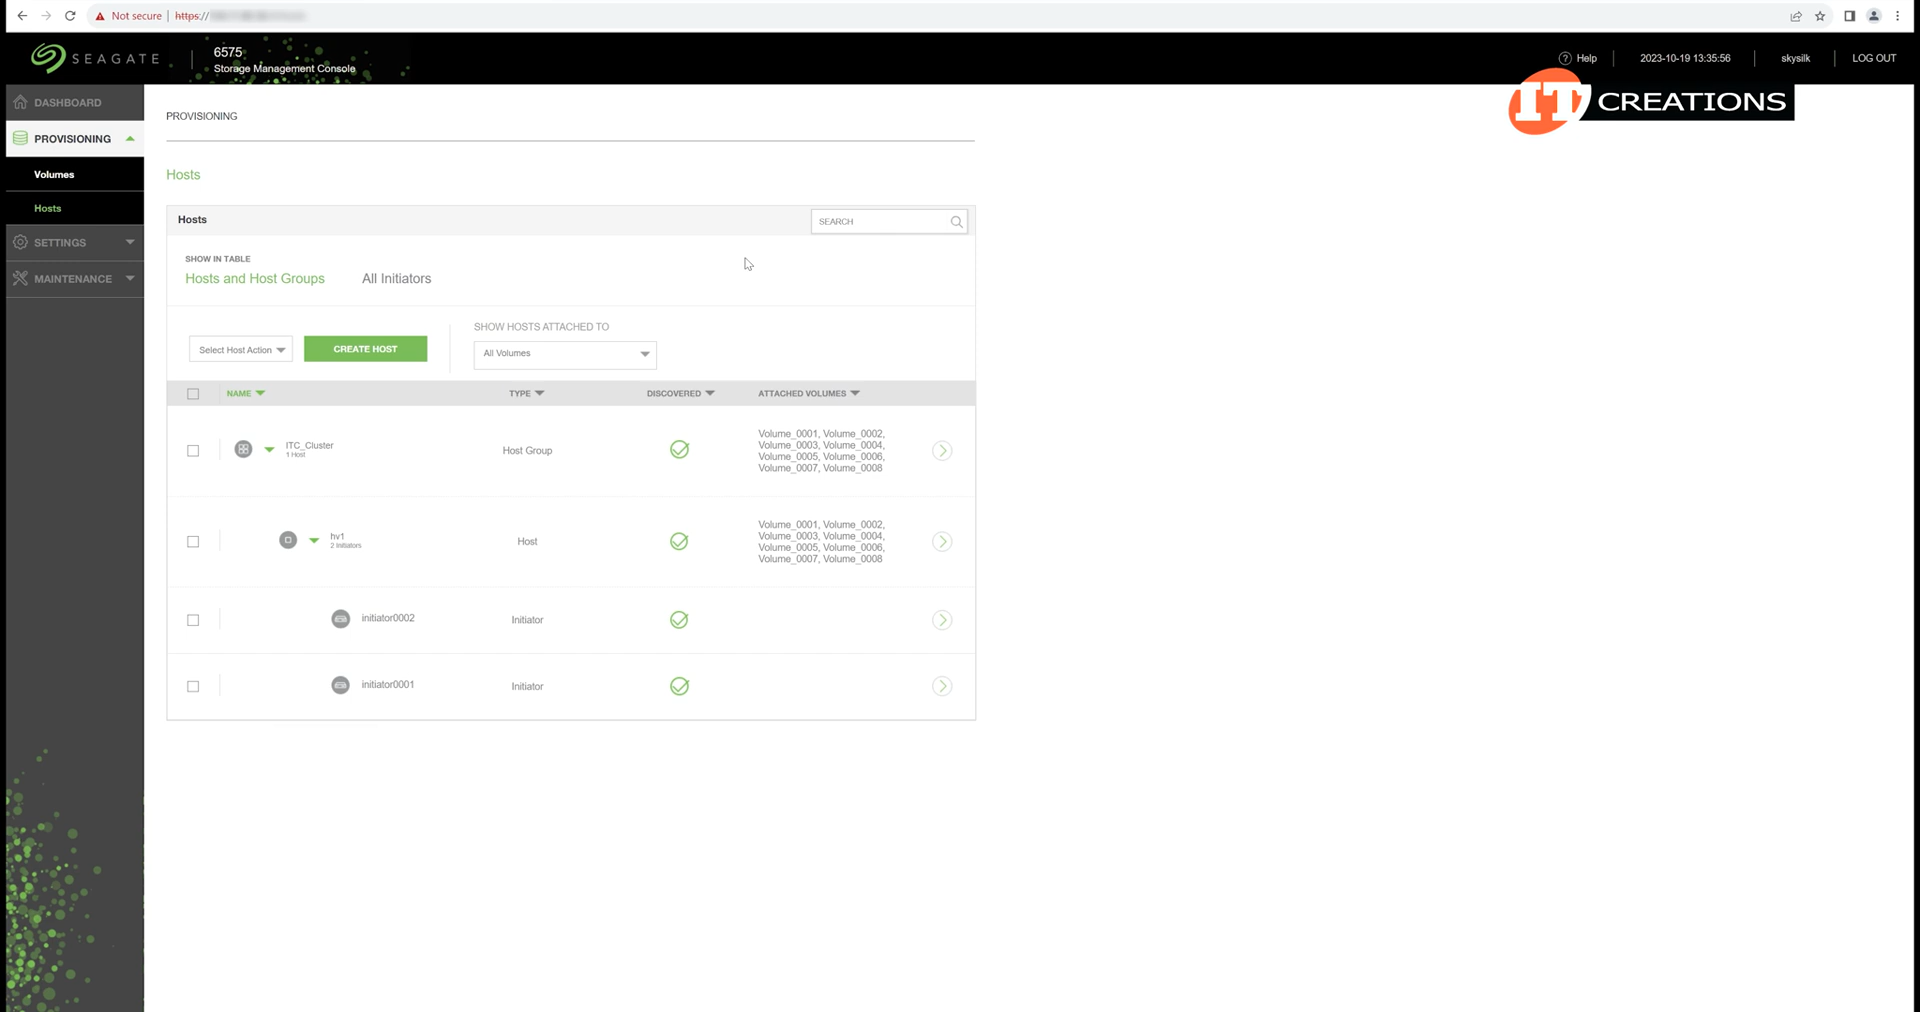 Not secure https://
SEAGATE
6575
Storage Management Console
Help
2023-10-19 13:35:56
skysilk
LOG OUT
IT CREATIONS
DASHBOARD
PROVISIONING
Volumes
Hosts
SETTINGS
MAINTENANCE
PROVISIONING
Hosts
Hosts
SEARCH
SHOW IN TABLE
Hosts and Host Groups All Initiators
Select Host Action
CREATE HOST
SHOW HOSTS ATTACHED TO
All Volumes
NAME TYPE DISCOVERED ATTACHED VOLUMES
ITC_Cluster
1 Host
Host Group
Volume_0001, Volume_0002,
Volume_0003, Volume_0004,
Volume_0005, Volume_0006,
Volume_0007, Volume_0008
hv1
2 Initiators
Host
Volume_0001, Volume_0002,
Volume_0003, Volume_0004,
Volume_0005, Volume_0006,
Volume_0007, Volume_0008
initiator0002 Initiator
initiator0001 Initiator